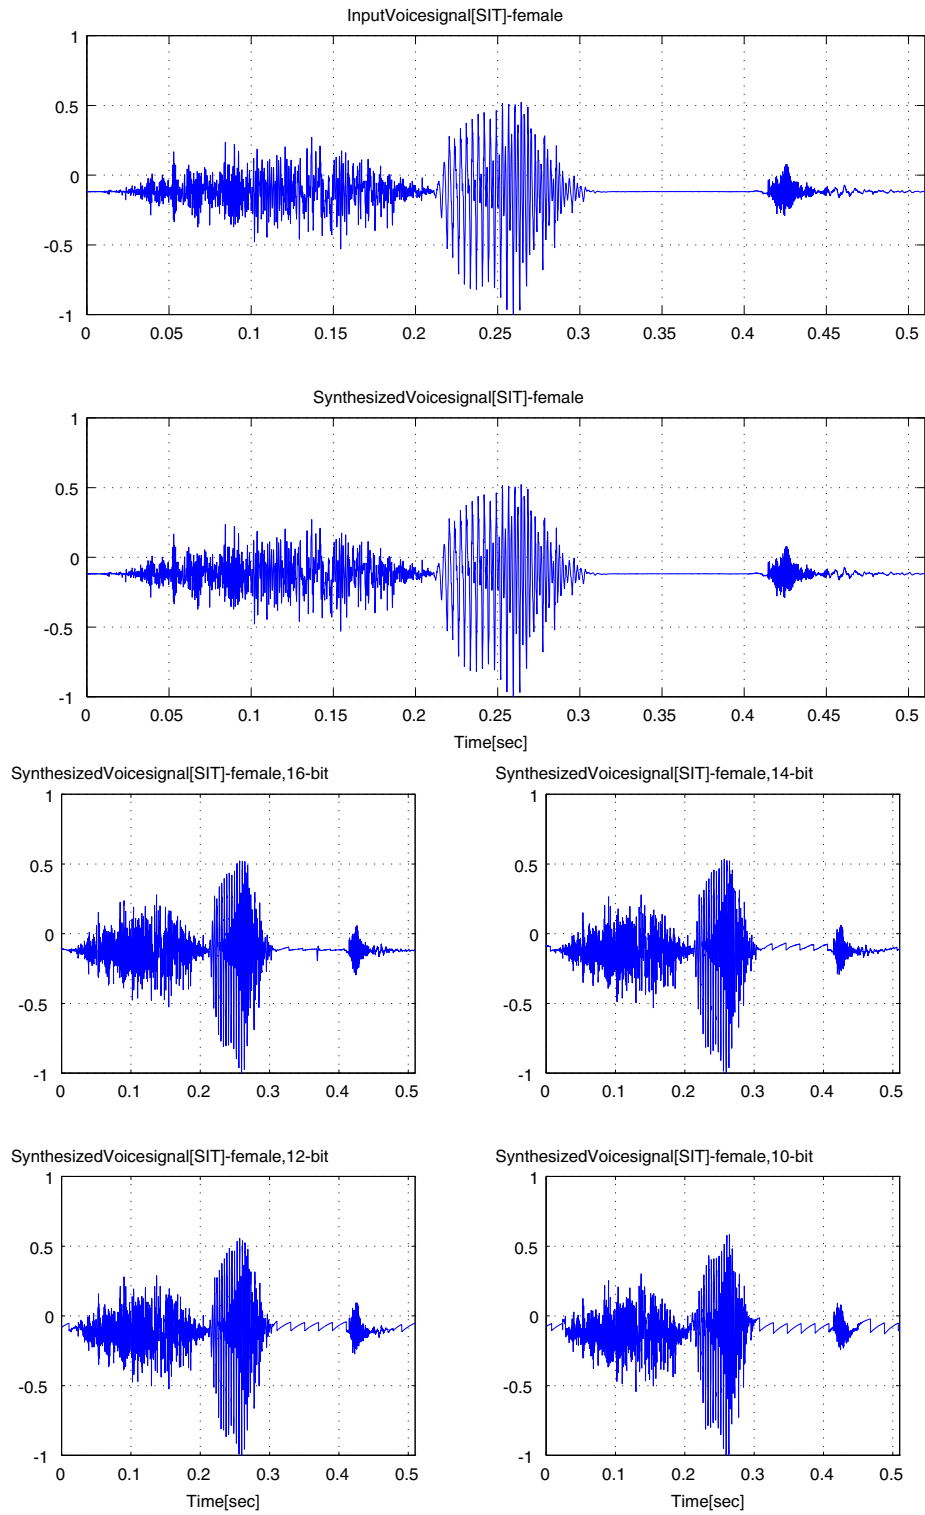 InputVoicesignal[SIT]-female
1
0.5
0
-0.5
-1
0 0.05 0.1 0.15 0.2 0.25 0.3 0.35 0.4 0.45 0.5
SynthesizedVoicesignal[SIT]-female
1
0.5
0
-0.5
-1
0 0.05 0.1 0.15 0.2 0.25 0.3 0.35 0.4 0.45 0.5
Time[sec]
SynthesizedVoicesignal[SIT]-female,16-bit
1
0.5
0
-0.5
-1
0 0.1 0.2 0.3 0.4 0.5
SynthesizedVoicesignal[SIT]-female,14-bit
1
0.5
0
-0.5
-1
0 0.1 0.2 0.3 0.4 0.5
SynthesizedVoicesignal[SIT]-female,12-bit
1
0.5
0
-0.5
-1
0 0.1 0.2 0.3 0.4 0.5
Time[sec]
SynthesizedVoicesignal[SIT]-female,10-bit
1
0.5
0
-0.5
-1
0 0.1 0.2 0.3 0.4 0.5
Time[sec]